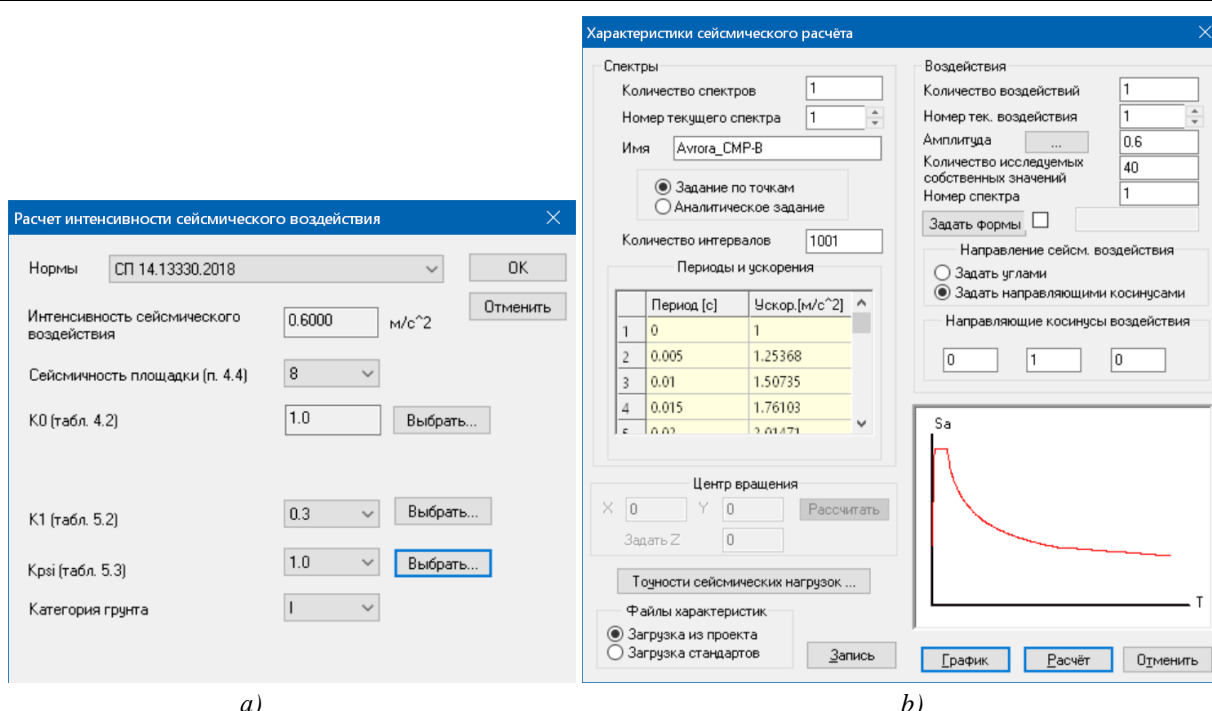 Расчет интенсивности сейсмического воздействия
Нормы СП 14.13330.2018 OK
Отменить
Интенсивность сейсмического
воздействия 0.6000 м/с^2
Сейсмичность площадки (п. 4.4) 8
К0 (табл. 4.2) 1.0 Выбрать...
К1 (табл. 5.2) 0.3 Выбрать...
Kpsi (табл. 5.3) 1.0 Выбрать...
Категория грунта I
а)
Характеристики сейсмического расчёта
Спектры
Количество спектров 1
Номер текущего спектра 1
Имя Avrora_CMP-B
Задание по точкам
Аналитическое задание
Количество интервалов 1001
Периоды и ускорения
Период [с] Ускор.[м/с^2]
1 0 1
2 0.005 1.25368
3 0.01 1.50735
4 0.015 1.76103
5 0.02 2.01471
Центр вращения
X 0 Y 0 Рассчитать
Задать Z 0
Точности сейсмических нагрузок ...
Файлы характеристик
Загрузка из проекта
Загрузка стандартов
Запись
Воздействия
Количество воздействий 1
Номер тек. воздействия 1
Амплитуда ... 0.6
Количество исследуемых
собственных значений 40
Номер спектра 1
Задать формы
Направление сейсм. воздействия
Задать углами
Задать направляющими косинусами
Направляющие косинусы воздействия
0 1 0
Sa
T
График Расчёт Отменить
b)